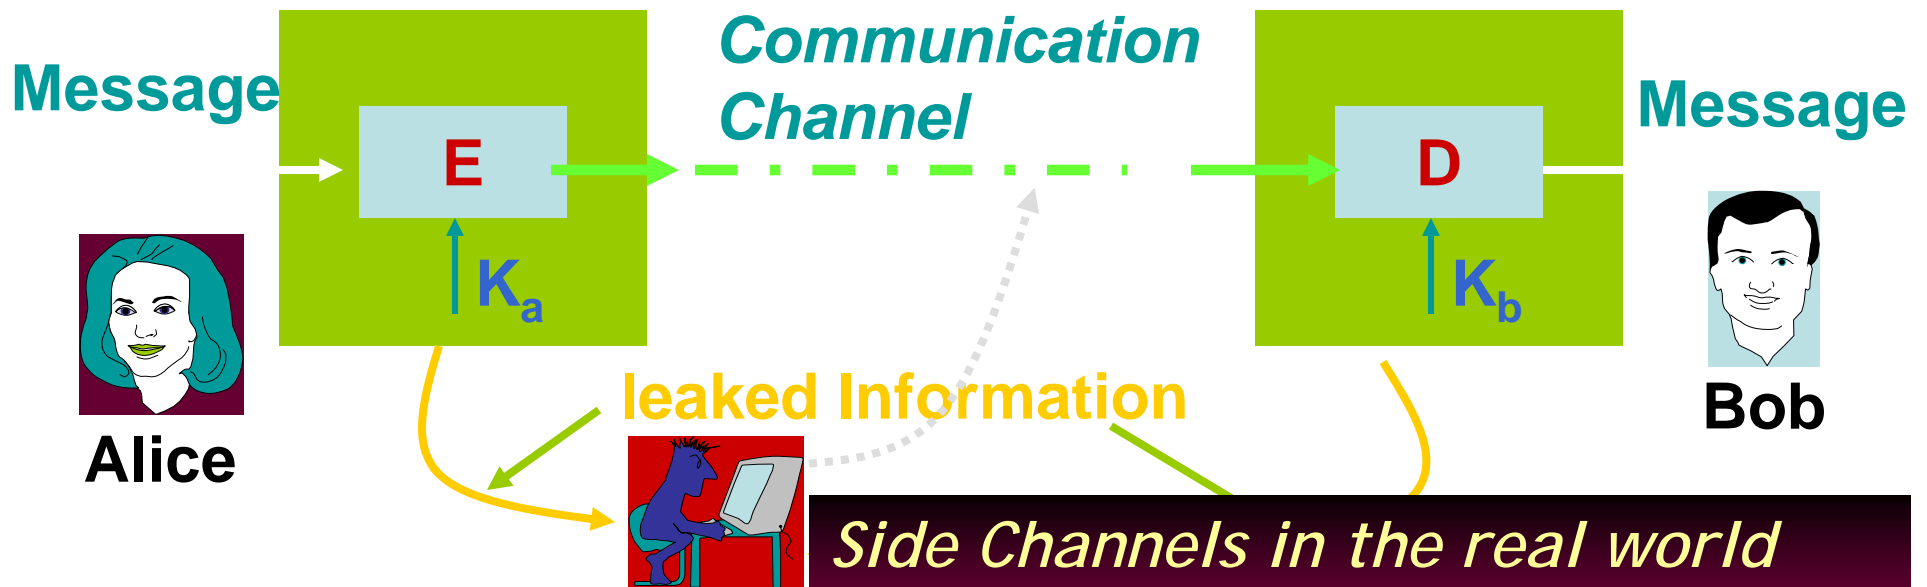 Communication
Channel
Message
Message
E
D
Ka
Kb
leaked Information
Alice
Bob
Side Channels in the real world